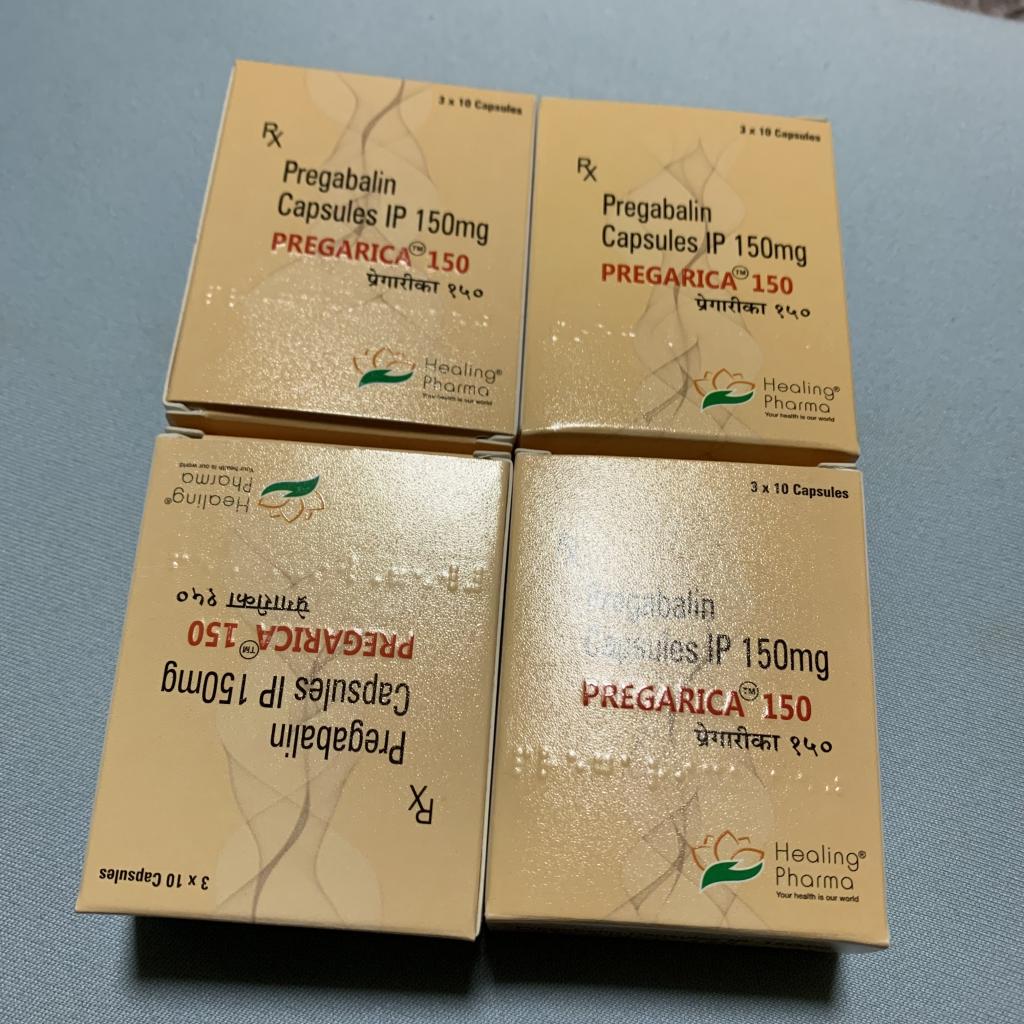 3 x 10 Capsules
Rx
Pregabalin
Capsules IP 150mg
PREGARICA™ 150
प्रेगारीका १५०
Healing®
Pharma
Your health is our world
3 x 10 Capsules
Rx
Pregabalin
Capsules IP 150mg
PREGARICA™ 150
प्रेगारीका १५०
Healing®
Pharma
Your health is our world
3 x 10 Capsules
Rx
Pregabalin
Capsules IP 150mg
PREGARICA™ 150
प्रेगारीका १५०
Healing®
Pharma
Your health is our world
3 x 10 Capsules
Pregabalin
Capsules IP 150mg
PREGARICA™ 150
प्रेगारीका १५०
Healing®
Pharma
Your health is our world